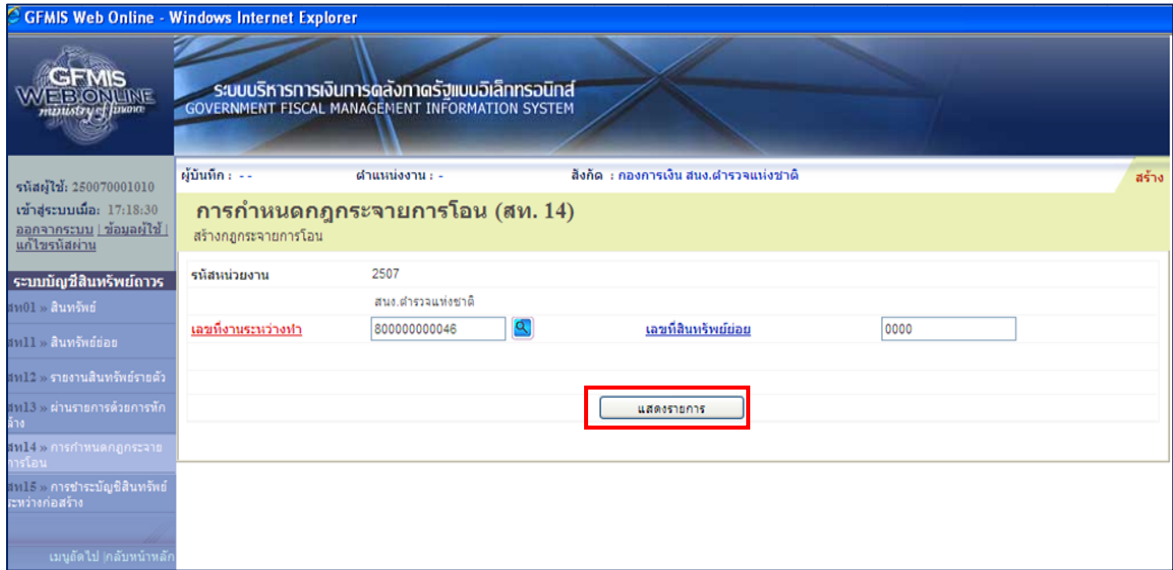 GFMIS Web Online - Windows Internet Explorer
GFMIS
WEB ONLINE
ministry of finance
ระบบบริหารการเงินการคลังภาครัฐแบบอิเล็กทรอนิกส์
GOVERNMENT FISCAL MANAGEMENT INFORMATION SYSTEM
รหัสผู้ใช้: 250070001010
เข้าสู่ระบบเมื่อ: 17:18:30
ออกจากระบบ | ข้อมูลผู้ใช้ |
แก้ไขรหัสผ่าน
ผู้บันทึก : - - ตำแหน่งงาน : - สังกัด : กองการเงิน สนง.ตำรวจแห่งชาติ
สร้าง
การกำหนดกฎกระจายการโอน (สท. 14)
สร้างกฎกระจายการโอน
ระบบบัญชีสินทรัพย์ถาวร
สท01 » สินทรัพย์
สท11 » สินทรัพย์ย่อย
สท12 » รายงานสินทรัพย์รายตัว
สท13 » ผ่านรายการด้วยการหัก
ล้าง
สท14 » การกำหนดกฎกระจาย
การโอน
สท15 » การชำระบัญชีสินทรัพย์
ระหว่างก่อสร้าง
เมนูถัดไป |กลับหน้าหลัก
รหัสหน่วยงาน 2507
สนง.ตำรวจแห่งชาติ
เลขที่งานระหว่างทำ 800000000046 เลขที่สินทรัพย์ย่อย 0000
แสดงรายการ